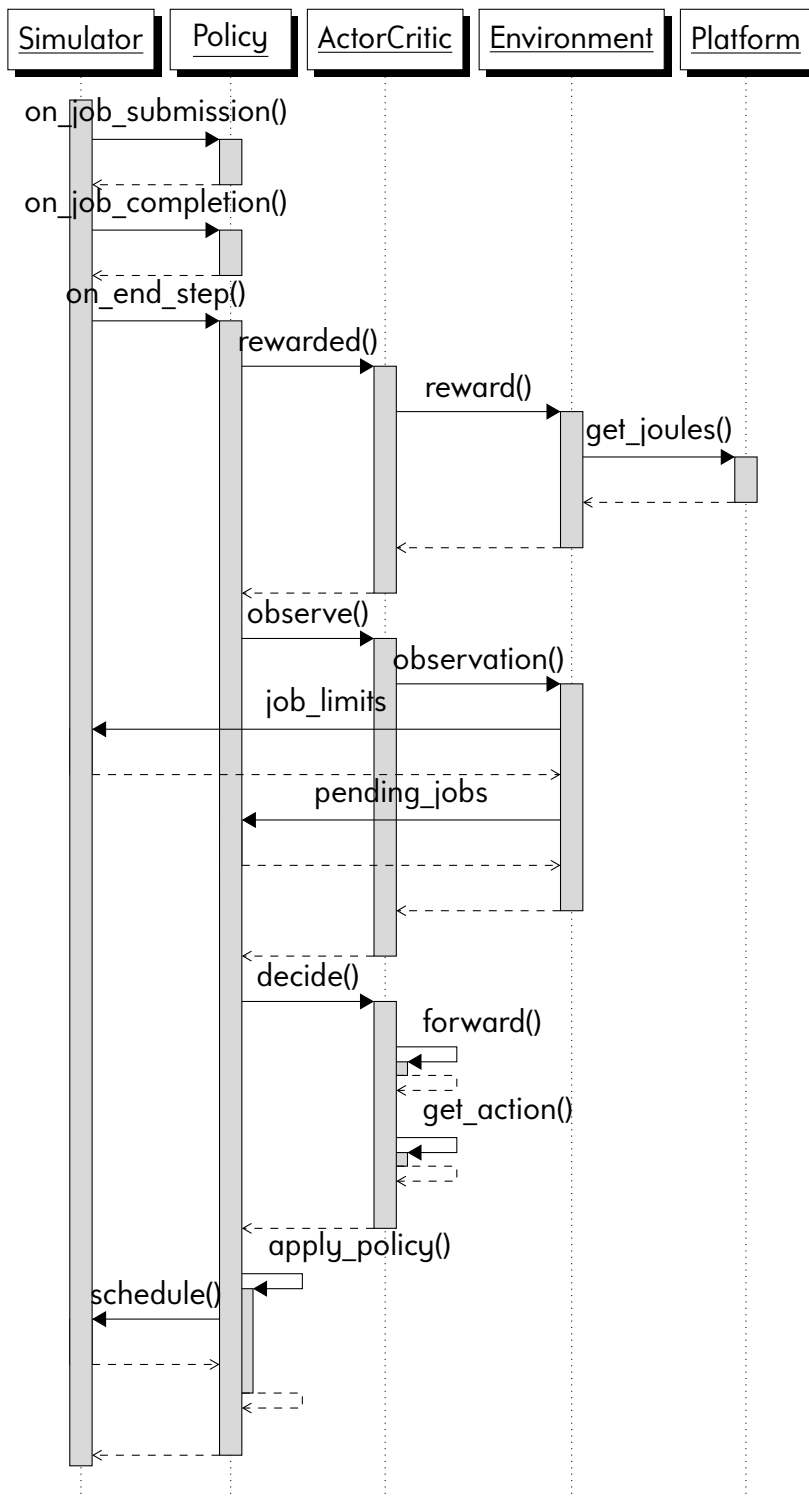 Simulator
Policy
ActorCritic
Environment
Platform
on_job_submission()
on_job_completion()
on_end_step()
rewarded()
reward()
get_joules()
observe()
observation()
job_limits
pending_jobs
decide()
forward()
get_action()
apply_policy()
schedule()